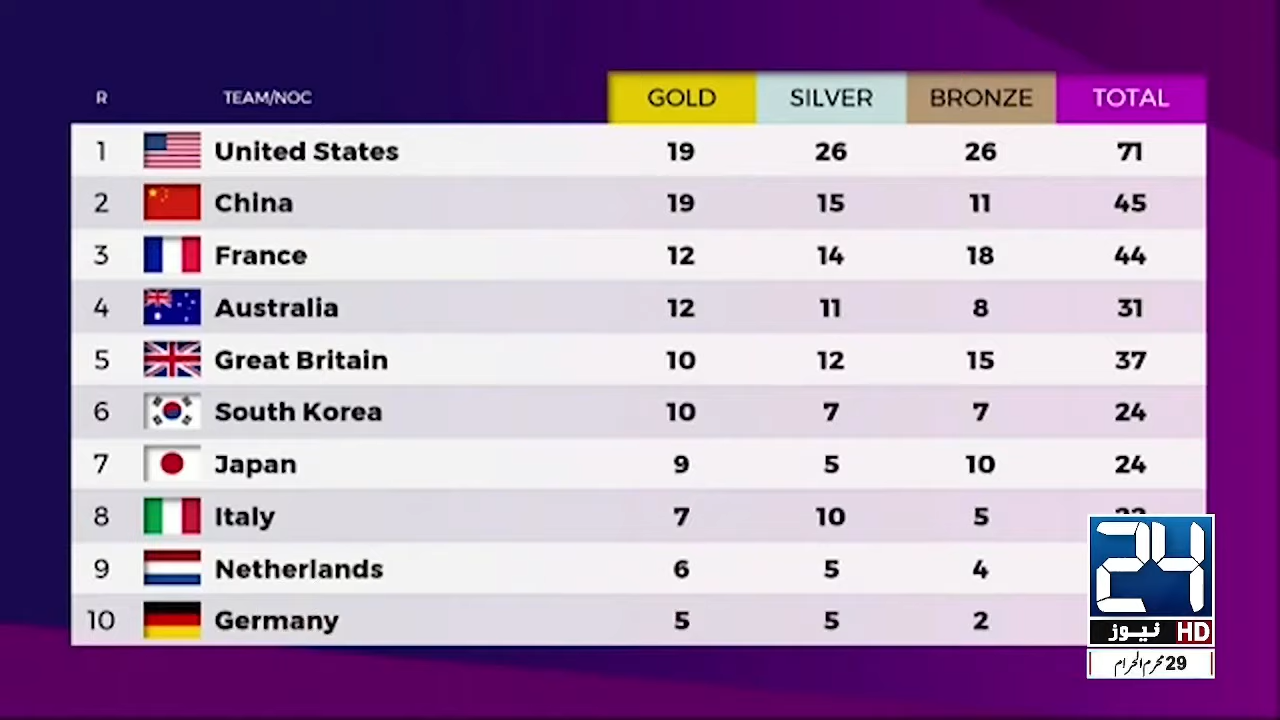 R TEAM/NOC GOLD SILVER BRONZE TOTAL
1 United States 19 26 26 71
2 China 19 15 11 45
3 France 12 14 18 44
4 Australia 12 11 8 31
5 Great Britain 10 12 15 37
6 South Korea 10 7 7 24
7 Japan 9 5 10 24
8 Italy 7 10 5
9 Netherlands 6 5 4
10 Germany 5 5 2
24
نیوز HD
29 محرم الحرام